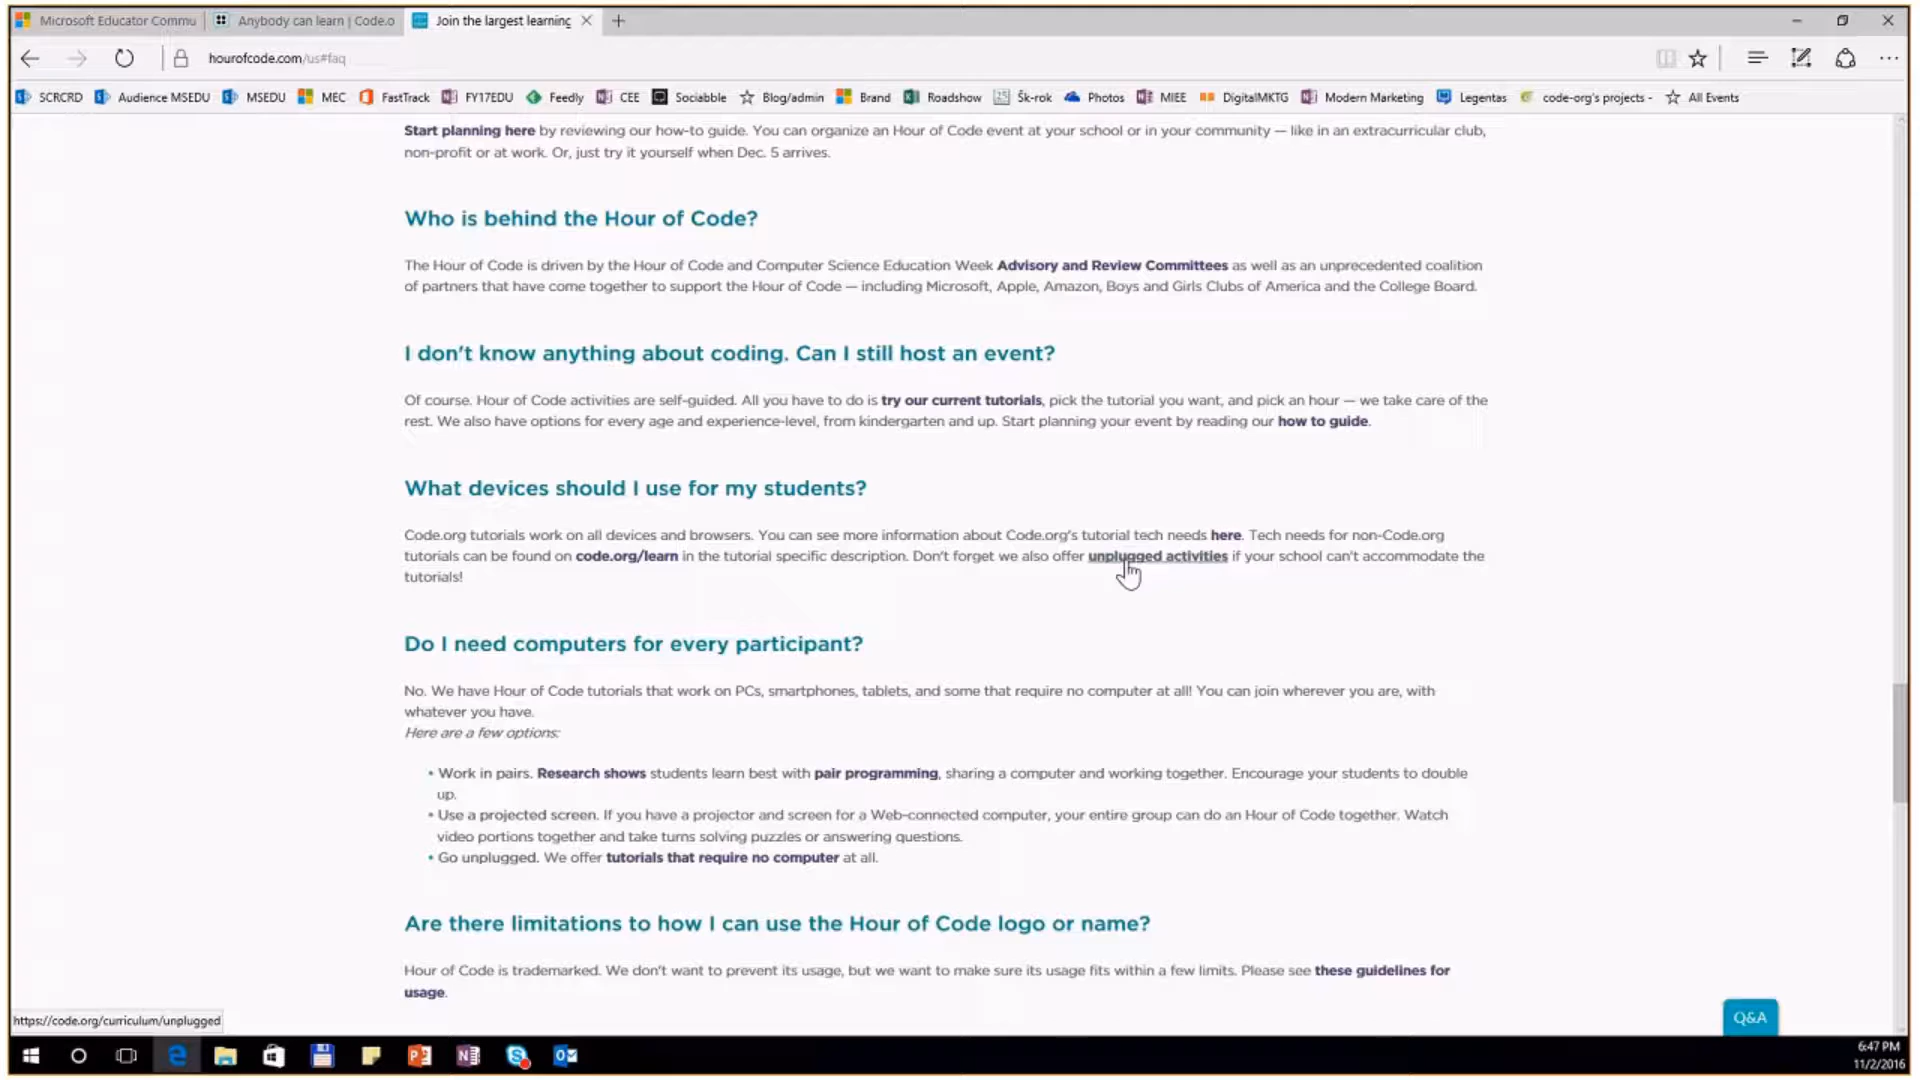 Microsoft Educator Commu
Anybody can learn | Code.o
Join the largest learning
hourofcode.com/us#faq
SCRCRD Audience MSEDU MSEDU MEC FastTrack FY17EDU Feedly CEE Sociabble Blog/admin Brand Roadshow Šk-rok Photos MIEE DigitalMKTG Modern Marketing Legentas code-org's projects - All Events
Start planning here by reviewing our how-to guide. You can organize an Hour of Code event at your school or in your community — like in an extracurricular club,
non-profit or at work. Or, just try it yourself when Dec. 5 arrives.
Who is behind the Hour of Code?
The Hour of Code is driven by the Hour of Code and Computer Science Education Week Advisory and Review Committees as well as an unprecedented coalition
of partners that have come together to support the Hour of Code — including Microsoft, Apple, Amazon, Boys and Girls Clubs of America and the College Board.
I don't know anything about coding. Can I still host an event?
Of course. Hour of Code activities are self-guided. All you have to do is try our current tutorials, pick the tutorial you want, and pick an hour — we take care of the
rest. We also have options for every age and experience-level, from kindergarten and up. Start planning your event by reading our how to guide.
What devices should I use for my students?
Code.org tutorials work on all devices and browsers. You can see more information about Code.org's tutorial tech needs here. Tech needs for non-Code.org
tutorials can be found on code.org/learn in the tutorial specific description. Don't forget we also offer unplugged activities if your school can't accommodate the
tutorials!
Do I need computers for every participant?
No. We have Hour of Code tutorials that work on PCs, smartphones, tablets, and some that require no computer at all! You can join wherever you are, with
whatever you have.
Here are a few options:
• Work in pairs. Research shows students learn best with pair programming, sharing a computer and working together. Encourage your students to double
up.
• Use a projected screen. If you have a projector and screen for a Web-connected computer, your entire group can do an Hour of Code together. Watch
video portions together and take turns solving puzzles or answering questions.
• Go unplugged. We offer tutorials that require no computer at all.
Are there limitations to how I can use the Hour of Code logo or name?
Hour of Code is trademarked. We don't want to prevent its usage, but we want to make sure its usage fits within a few limits. Please see these guidelines for
usage.
Q&A
https://code.org/curriculum/unplugged
6:47 PM
11/2/2016